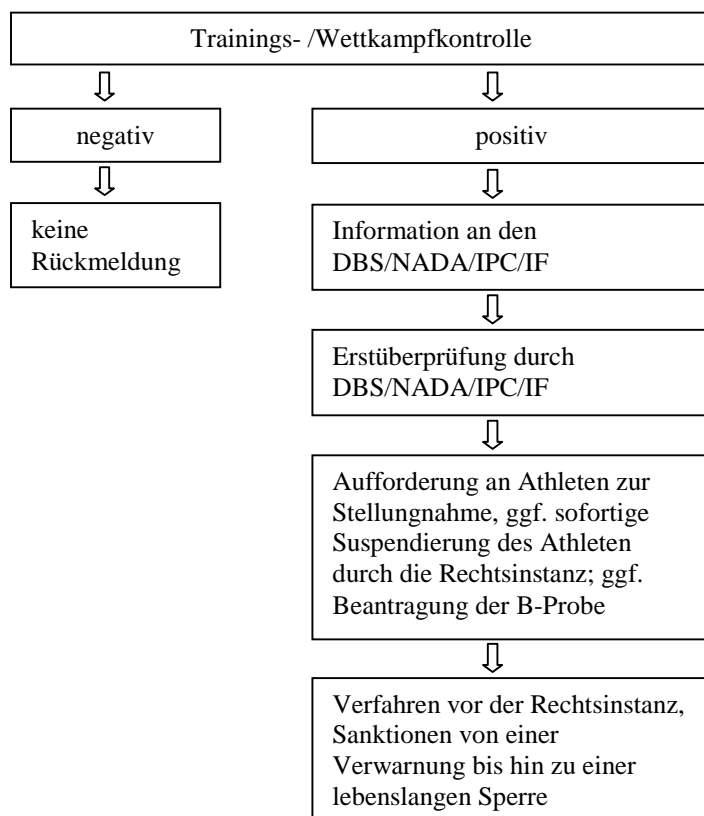 Trainings- /Wettkampfkontrolle
negativ
positiv
keine
Rückmeldung
Information an den
DBS/NADA/IPC/IF
Erstüberprüfung durch
DBS/NADA/IPC/IF
Aufforderung an Athleten zur
Stellungnahme, ggf. sofortige
Suspendierung des Athleten
durch die Rechtsinstanz; ggf.
Beantragung der B-Probe
Verfahren vor der Rechtsinstanz,
Sanktionen von einer
Verwarnung bis hin zu einer
lebenslangen Sperre